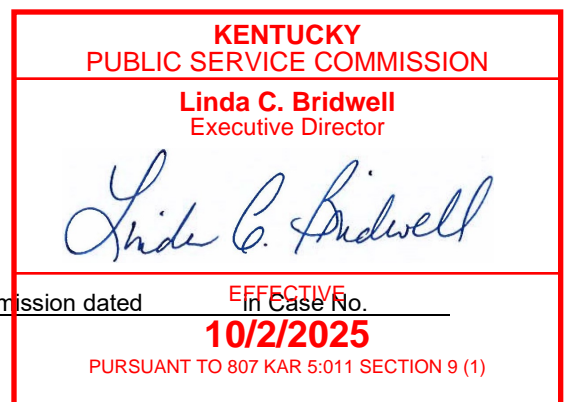 KENTUCKY
PUBLIC SERVICE COMMISSION
Linda C. Bridwell
Executive Director
Linda C. Bridwell
EFFECTIVE
mission dated in Case No.
10/2/2025
PURSUANT TO 807 KAR 5:011 SECTION 9 (1)